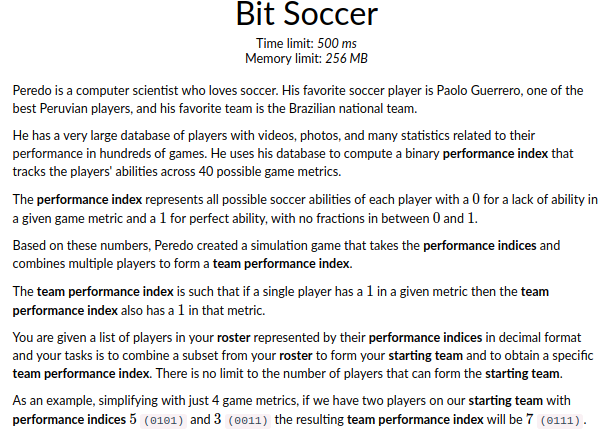 Bit Soccer
Time limit: 500 ms
Memory limit: 256 MB
Peredo is a computer scientist who loves soccer. His favorite soccer player is Paolo Guerrero, one of the
best Peruvian players, and his favorite team is the Brazilian national team.
He has a very large database of players with videos, photos, and many statistics related to their
performance in hundreds of games. He uses his database to compute a binary performance index that
tracks the players' abilities across 40 possible game metrics.
The performance index represents all possible soccer abilities of each player with a 0 for a lack of ability in
a given game metric and a 1 for perfect ability, with no fractions in between 0 and 1.
Based on these numbers, Peredo created a simulation game that takes the performance indices and
combines multiple players to form a team performance index.
The team performance index is such that if a single player has a 1 in a given metric then the team
performance index also has a 1 in that metric.
You are given a list of players in your roster represented by their performance indices in decimal format
and your tasks is to combine a subset from your roster to form your starting team and to obtain a specific
team performance index. There is no limit to the number of players that can form the starting team.
As an example, simplifying with just 4 game metrics, if we have two players on our starting team with
performance indices 5 (0101) and 3 (0011) the resulting team performance index will be 7 (0111) .